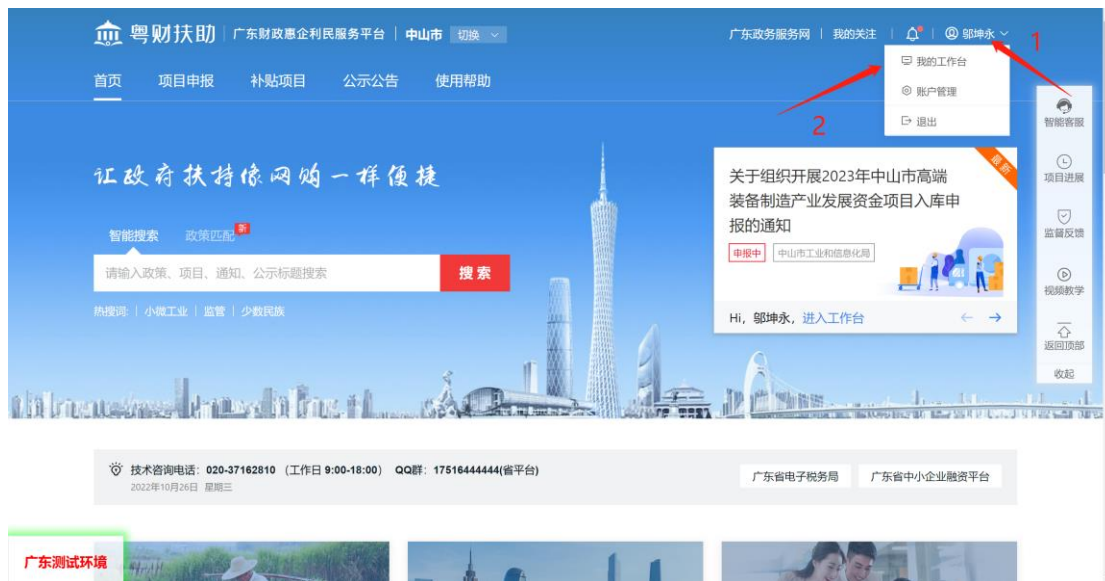 粤财扶助 广东财政惠企利民服务平台 中山市 切换
广东政务服务网 我的关注 邬坤永
1
首页 项目申报 补贴项目 公示公告 使用帮助
我的工作台
账户管理
退出
2
智能客服
项目进展
监督反馈
视频教学
返回顶部
收起
让政府扶持像网购一样便捷
智能搜索 政策匹配 新
请输入政策、项目、通知、公示标题搜索 搜索
热搜词: 小微工业 监管 少数民族
最新
关于组织开展2023年中山市高端
装备制造产业发展资金项目入库申
报的通知
申报中 中山市工业和信息化局
Hi, 邬坤永, 进入工作台
技术咨询电话: 020-37162810 (工作日 9:00-18:00) QQ群: 17516444444(省平台)
2022年10月26日 星期三
广东省电子税务局 广东省中小企业融资平台
广东测试环境